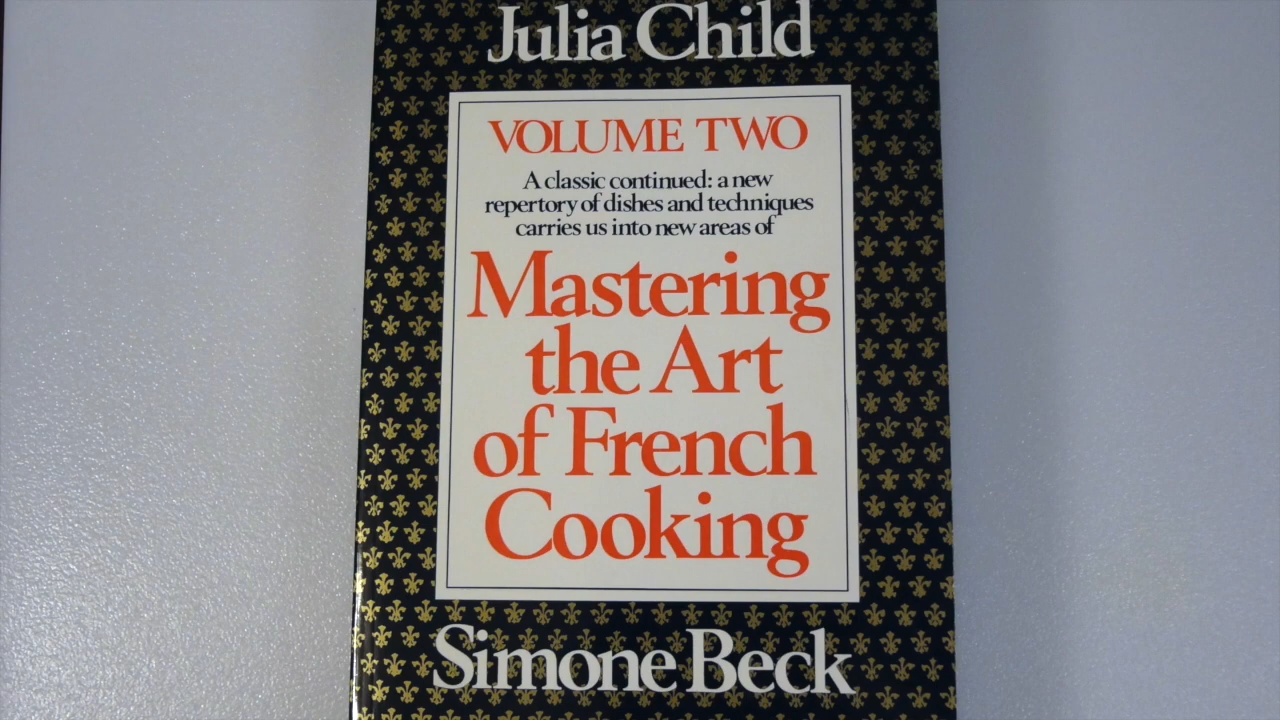 Julia Child
VOLUME TWO
A classic continued: a new
repertory of dishes and techniques
carries us into new areas of
Mastering
the Art
of French
Cooking
Simone Beck